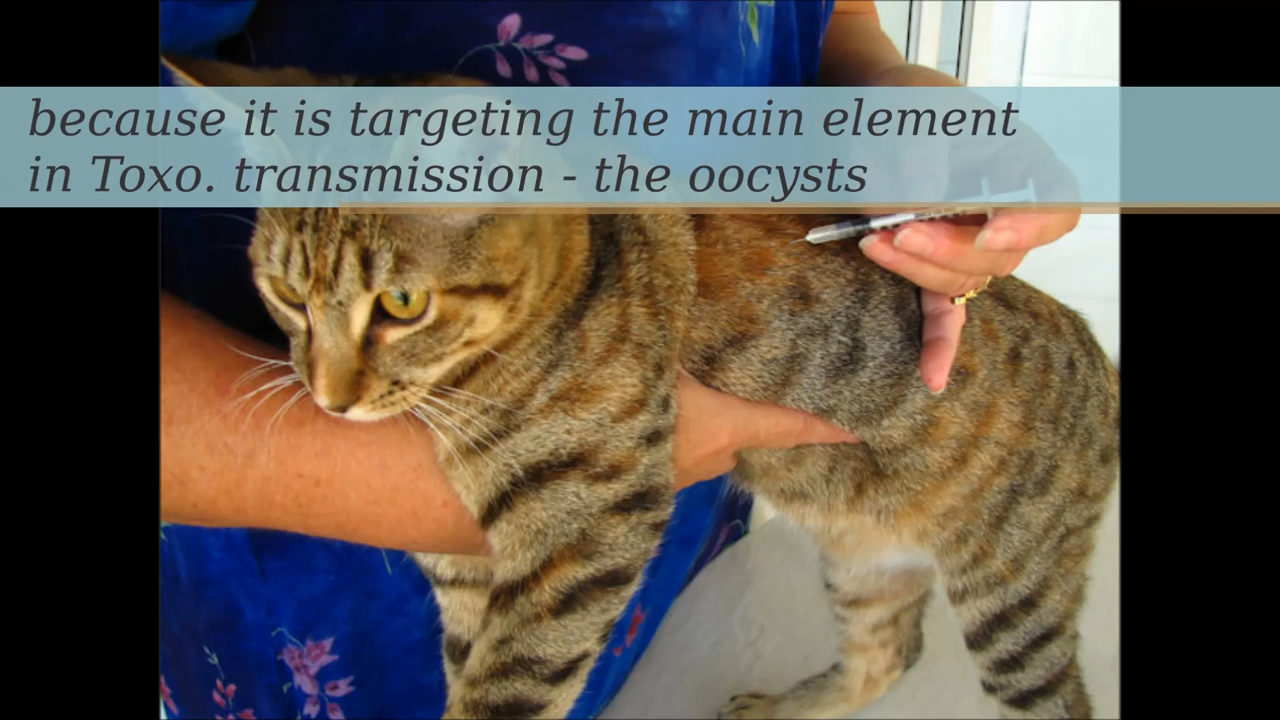 because it is targeting the main element
in Toxo. transmission - the oocysts